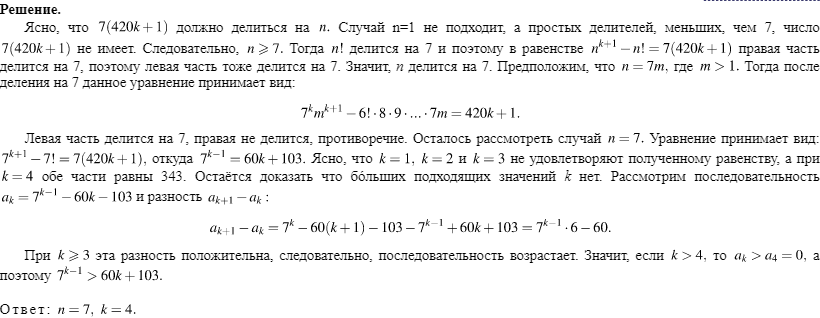 Решение.
Ясно, что 7(420k+1) должно делиться на n. Случай n=1 не подходит, а простых делителей, меньших, чем 7, число
7(420k+1) не имеет. Следовательно, n ⩾ 7. Тогда n! делится на 7 и поэтому в равенстве n^{k+1} − n! = 7(420k+1) правая часть
делится на 7, поэтому левая часть тоже делится на 7. Значит, n делится на 7. Предположим, что n = 7m, где m > 1. Тогда после
деления на 7 данное уравнение принимает вид:
7^k m^{k+1} − 6! · 8 · 9 · ... · 7m = 420k + 1.
Левая часть делится на 7, правая не делится, противоречие. Осталось рассмотреть случай n = 7. Уравнение принимает вид:
7^{k+1} − 7! = 7(420k+1), откуда 7^{k−1} = 60k + 103. Ясно, что k = 1, k = 2 и k = 3 не удовлетворяют полученному равенству, а при
k = 4 обе части равны 343. Остаётся доказать что бо́льших подходящих значений k нет. Рассмотрим последовательность
a_k = 7^{k−1} − 60k − 103 и разность a_{k+1} − a_k :
a_{k+1} − a_k = 7^k − 60(k+1) − 103 − 7^{k−1} + 60k + 103 = 7^{k−1} · 6 − 60.
При k ⩾ 3 эта разность положительна, следовательно, последовательность возрастает. Значит, если k > 4, то a_k > a_4 = 0, а
поэтому 7^{k−1} > 60k + 103.
Ответ: n = 7, k = 4.